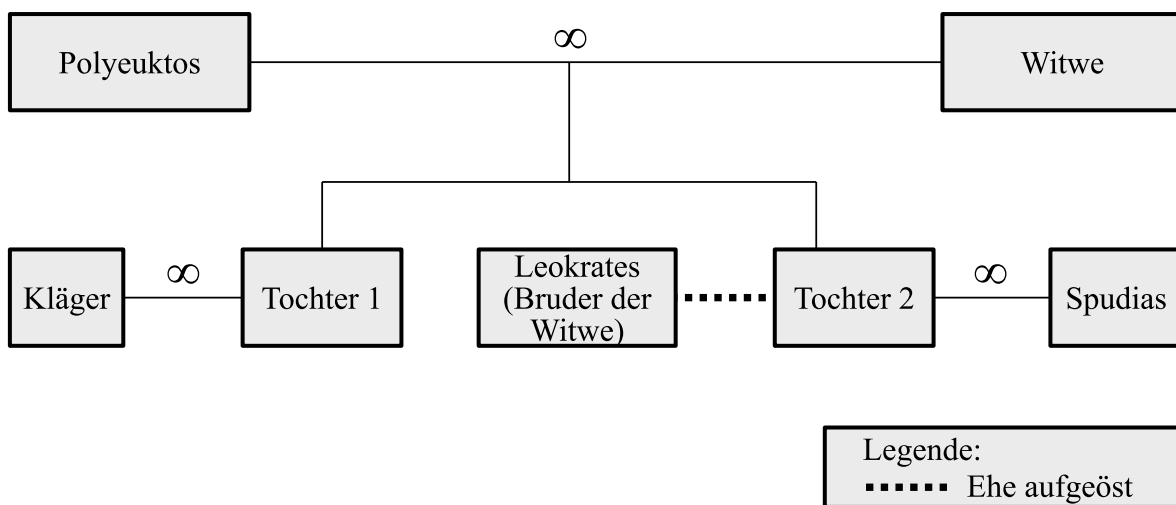 ∞
Polyeuktos
Witwe
∞
∞
Kläger
Tochter 1
Leokrates
(Bruder der
Witwe)
Tochter 2
Spudias
Legende:
Ehe aufgeöst